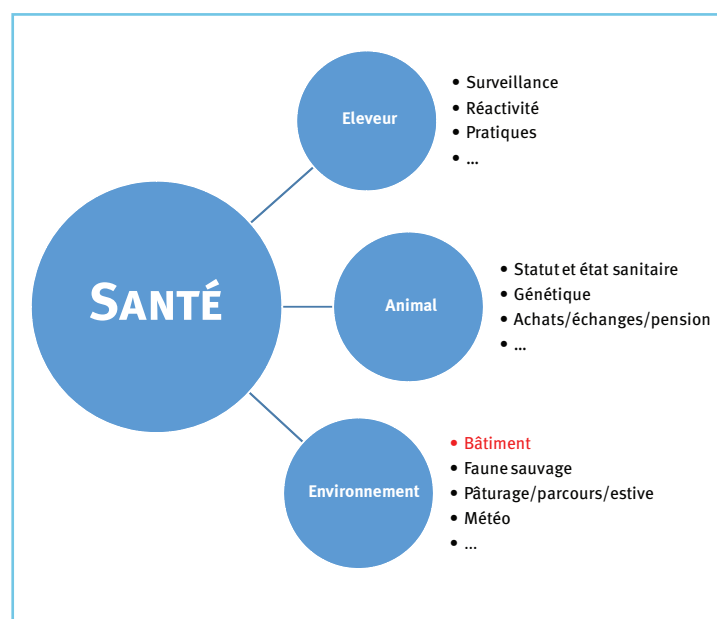 SANTÉ
Eleveur
• Surveillance
• Réactivité
• Pratiques
• ...
Animal
• Statut et état sanitaire
• Génétique
• Achats/échanges/pension
• ...
Environnement
• Bâtiment
• Faune sauvage
• Pâturage/parcours/estive
• Météo
• ...